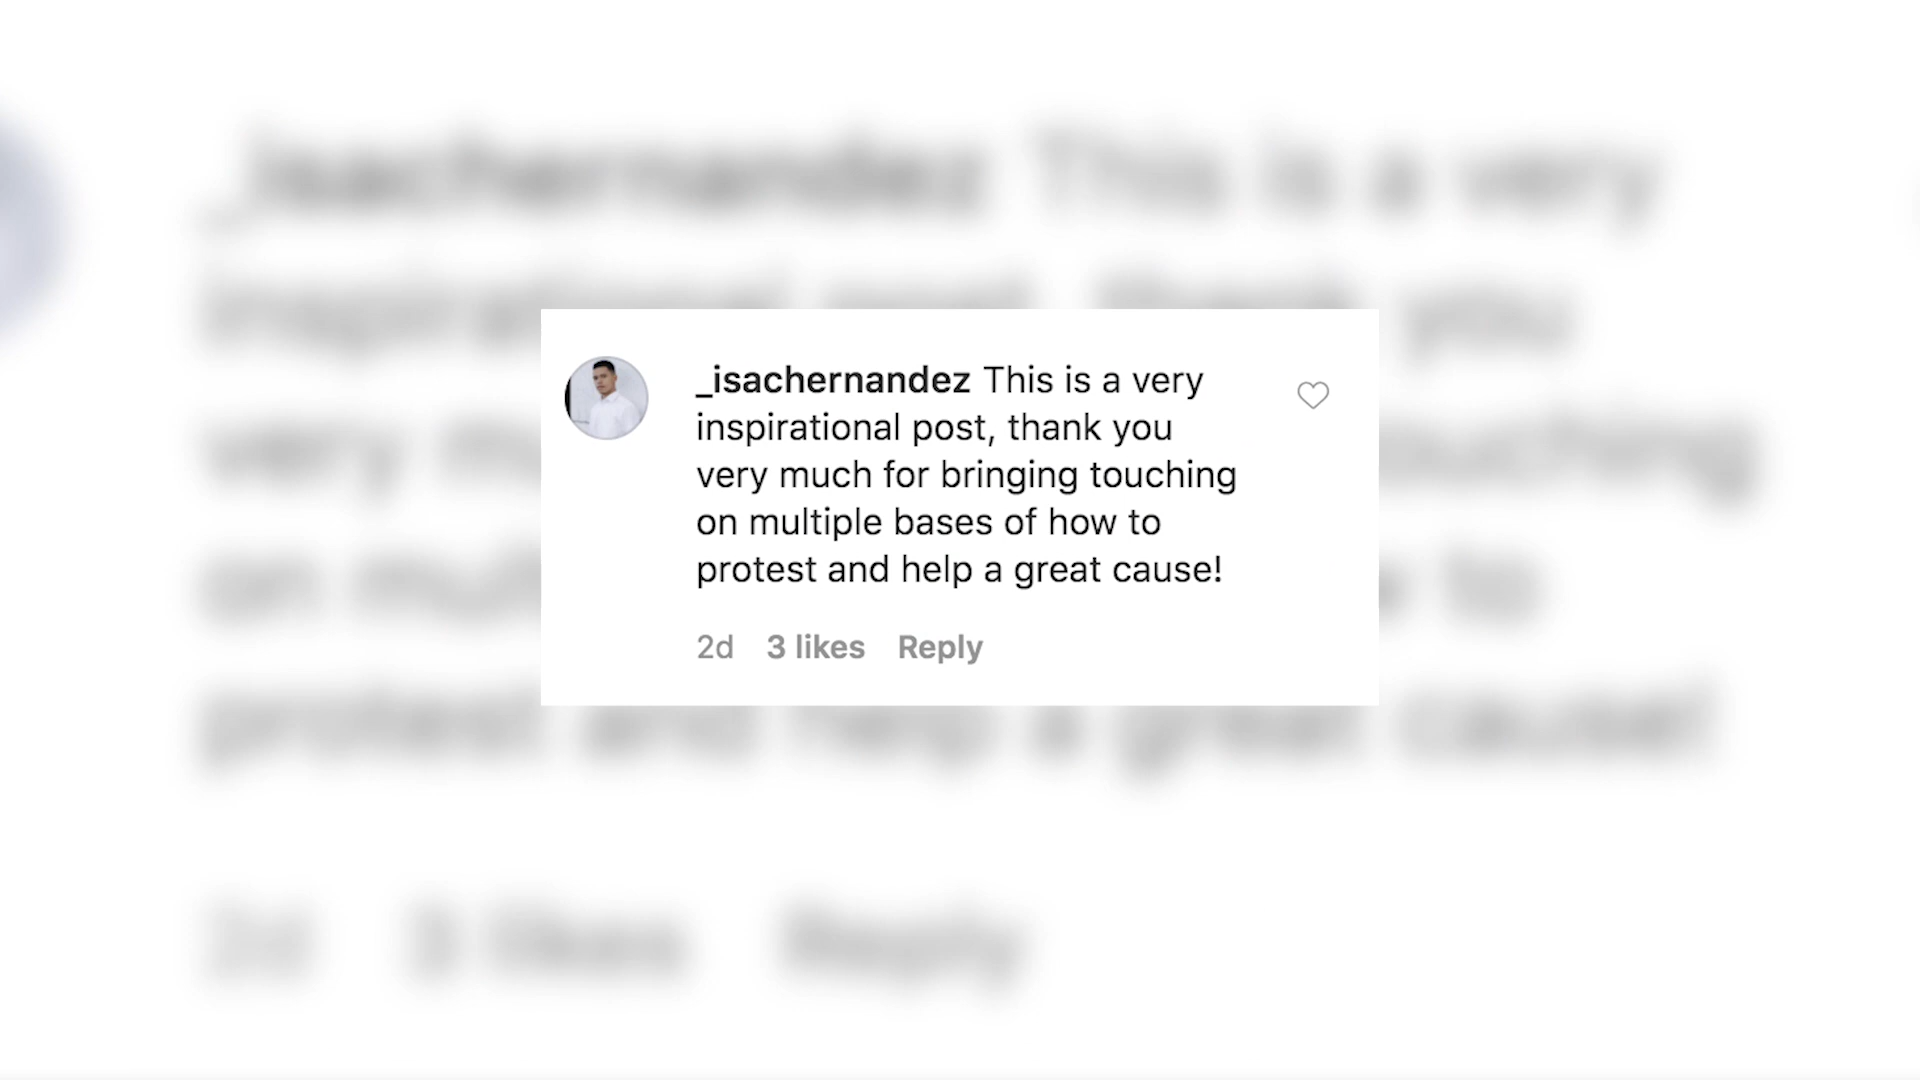 _isachernandez This is a very
inspirational post, thank you
very much for bringing touching
on multiple bases of how to
protest and help a great cause!
2d 3 likes Reply